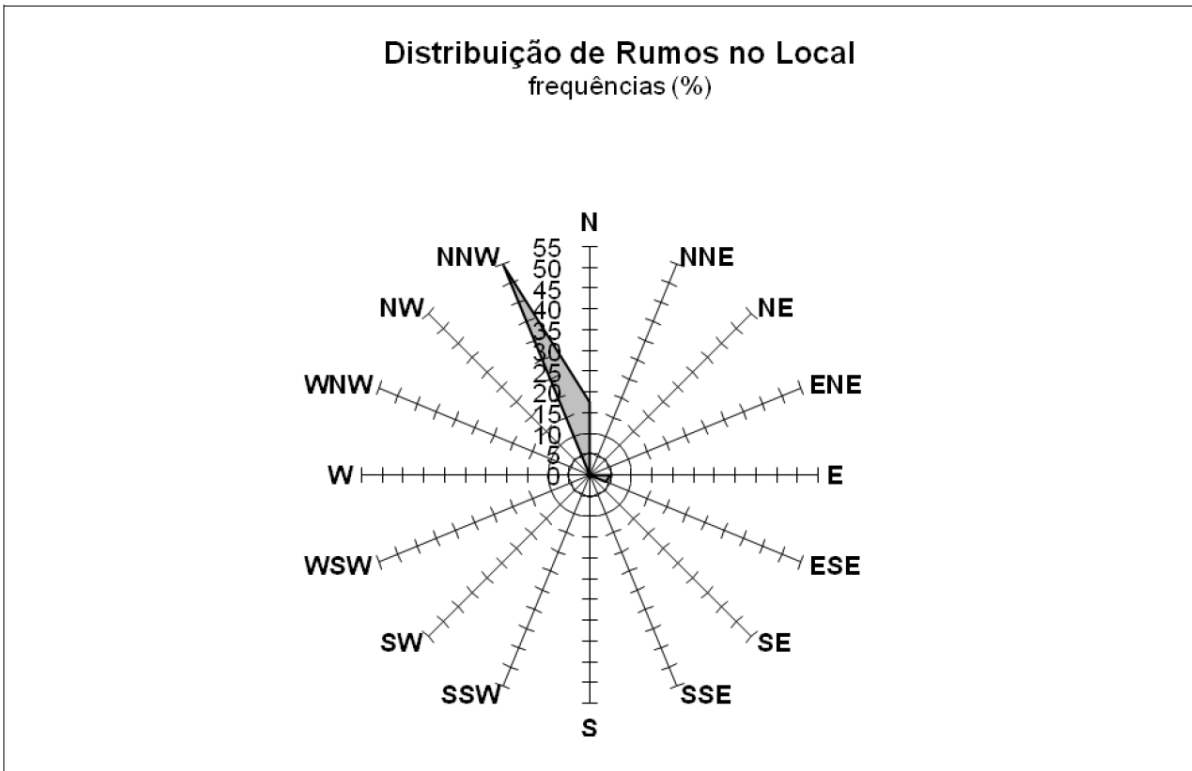 Distribuição de Rumos no Local
frequências (%)
N
NNW
NNE
55
50
45
40
35
30
25
20
15
10
5
0
NW
NE
WNW
ENE
W
E
WSW
ESE
SW
SE
SSW
SSE
S